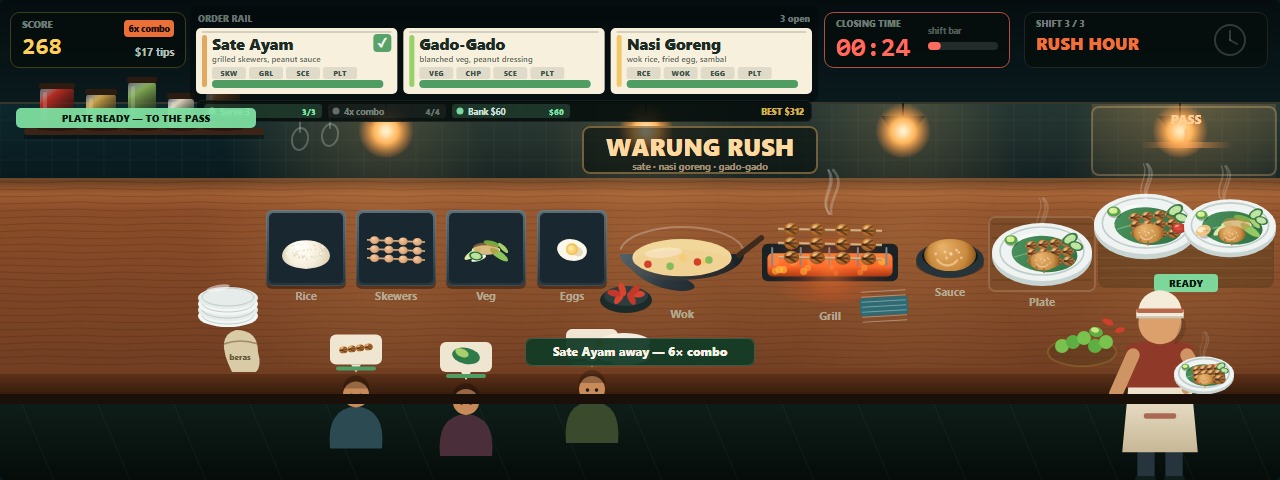 SCORE
6x combo
268
$17 tips
ORDER RAIL
3 open
Sate Ayam
grilled skewers, peanut sauce
SKW GRL SCE PLT
Gado-Gado
blanched veg, peanut dressing
VEG CHP SCE PLT
Nasi Goreng
wok rice, fried egg, sambal
RCE WOK EGG PLT
CLOSING TIME
shift bar
00:24
SHIFT 3 / 3
RUSH HOUR
PLATE READY — TO THE PASS
3/3
4x combo 4/4
Bank $60 $60
BEST $312
PASS
WARUNG RUSH
sate · nasi goreng · gado-gado
Rice
Skewers
Veg
Eggs
Wok
Grill
Sauce
Plate
READY
beras
Sate Ayam away — 6× combo